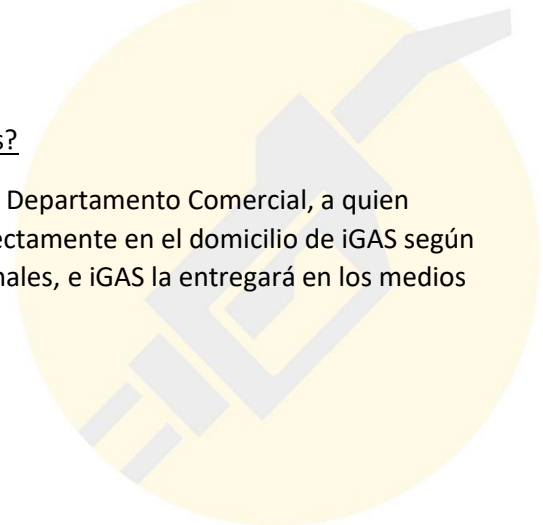 s?
Departamento Comercial, a quien
ectamente en el domicilio de iGAS según
nales, e iGAS la entregará en los medios